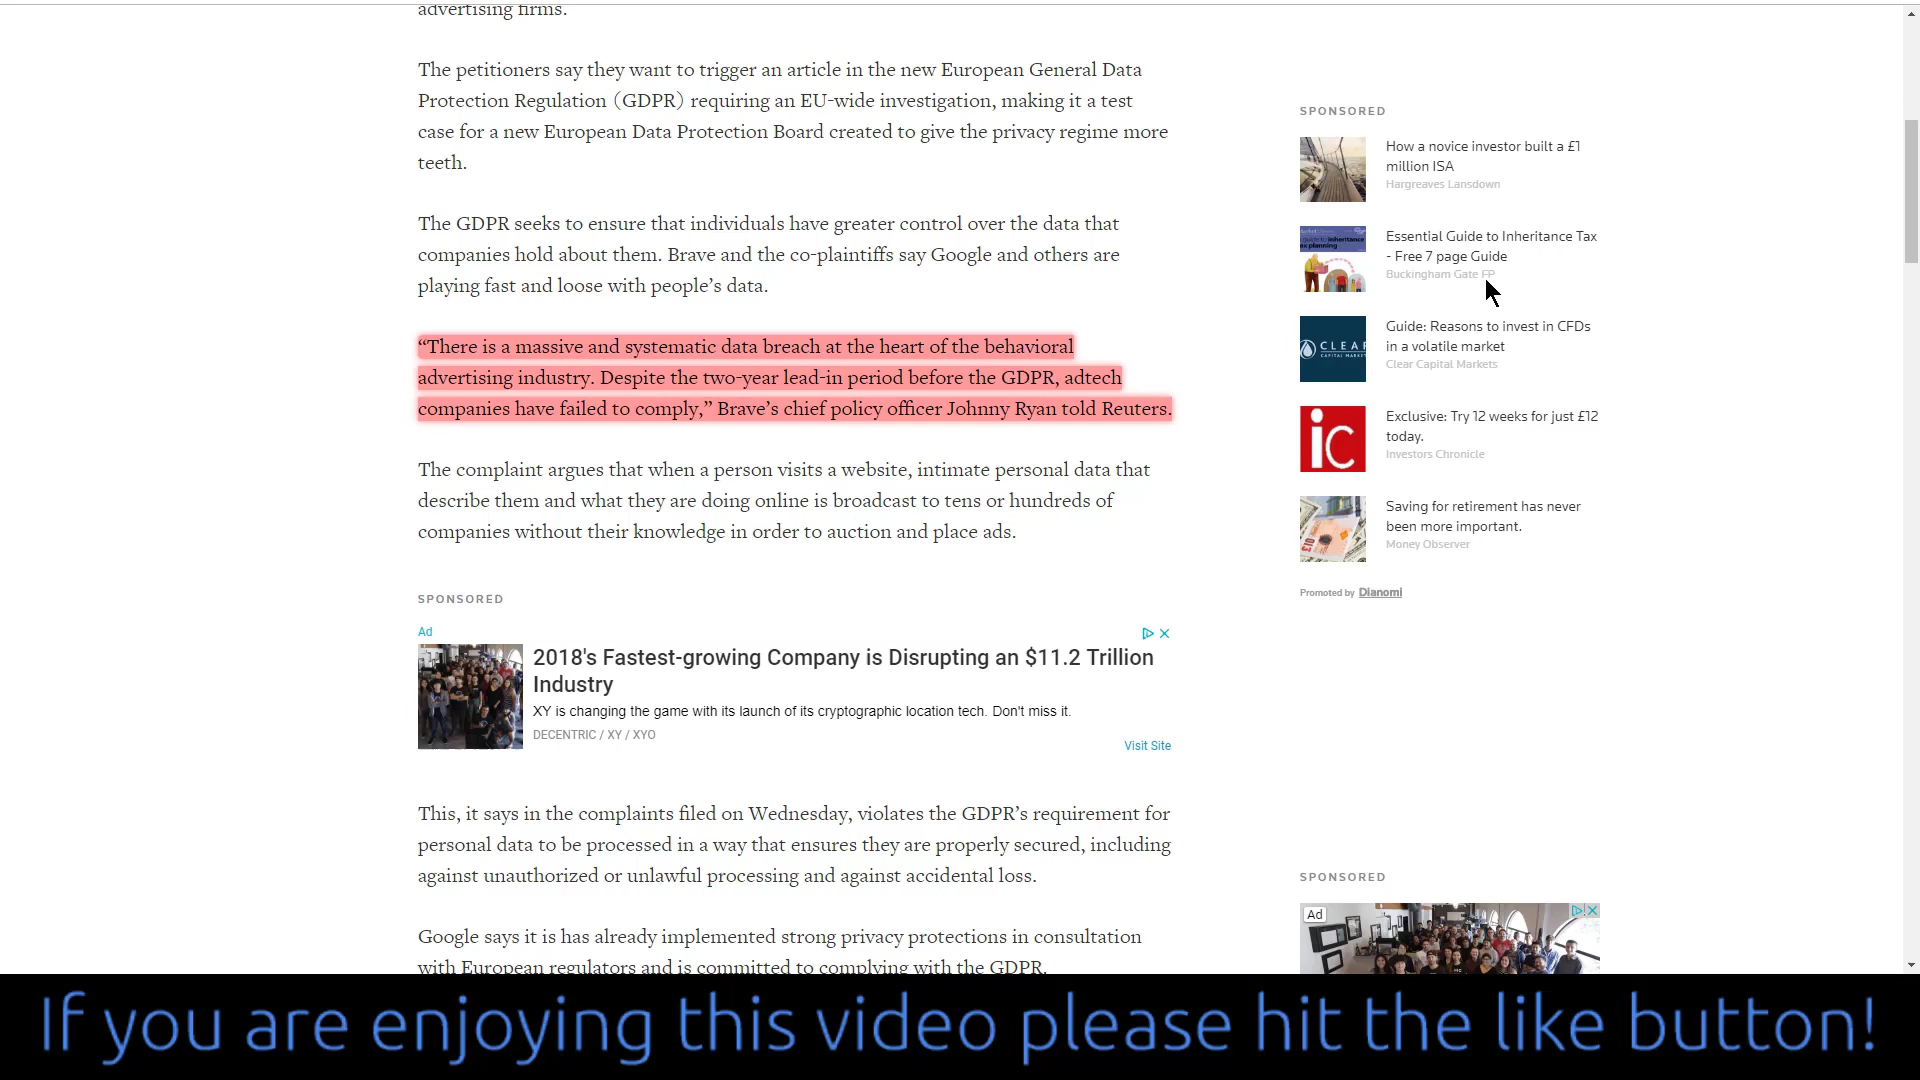 advertising firms.
The petitioners say they want to trigger an article in the new European General Data
Protection Regulation (GDPR) requiring an EU-wide investigation, making it a test
case for a new European Data Protection Board created to give the privacy regime more
teeth.
The GDPR seeks to ensure that individuals have greater control over the data that
companies hold about them. Brave and the co-plaintiffs say Google and others are
playing fast and loose with people’s data.
“There is a massive and systematic data breach at the heart of the behavioral
advertising industry. Despite the two-year lead-in period before the GDPR, adtech
companies have failed to comply,” Brave’s chief policy officer Johnny Ryan told Reuters.
The complaint argues that when a person visits a website, intimate personal data that
describe them and what they are doing online is broadcast to tens or hundreds of
companies without their knowledge in order to auction and place ads.
SPONSORED
Ad
2018's Fastest-growing Company is Disrupting an $11.2 Trillion
Industry
XY is changing the game with its launch of its cryptographic location tech. Don't miss it.
DECENTRIC / XY / XYO
Visit Site
This, it says in the complaints filed on Wednesday, violates the GDPR’s requirement for
personal data to be processed in a way that ensures they are properly secured, including
against unauthorized or unlawful processing and against accidental loss.
Google says it is has already implemented strong privacy protections in consultation
with European regulators and is committed to complying with the GDPR.
SPONSORED
How a novice investor built a £1
million ISA
Hargreaves Lansdown
Essential Guide to Inheritance Tax
- Free 7 page Guide
Buckingham Gate FP
CLEAR
CAPITAL MARKET
Guide: Reasons to invest in CFDs
in a volatile market
Clear Capital Markets
ic
Exclusive: Try 12 weeks for just £12
today.
Investors Chronicle
Saving for retirement has never
been more important.
Money Observer
Promoted by Dianomi
SPONSORED
Ad
If you are enjoying this video please hit the like button!